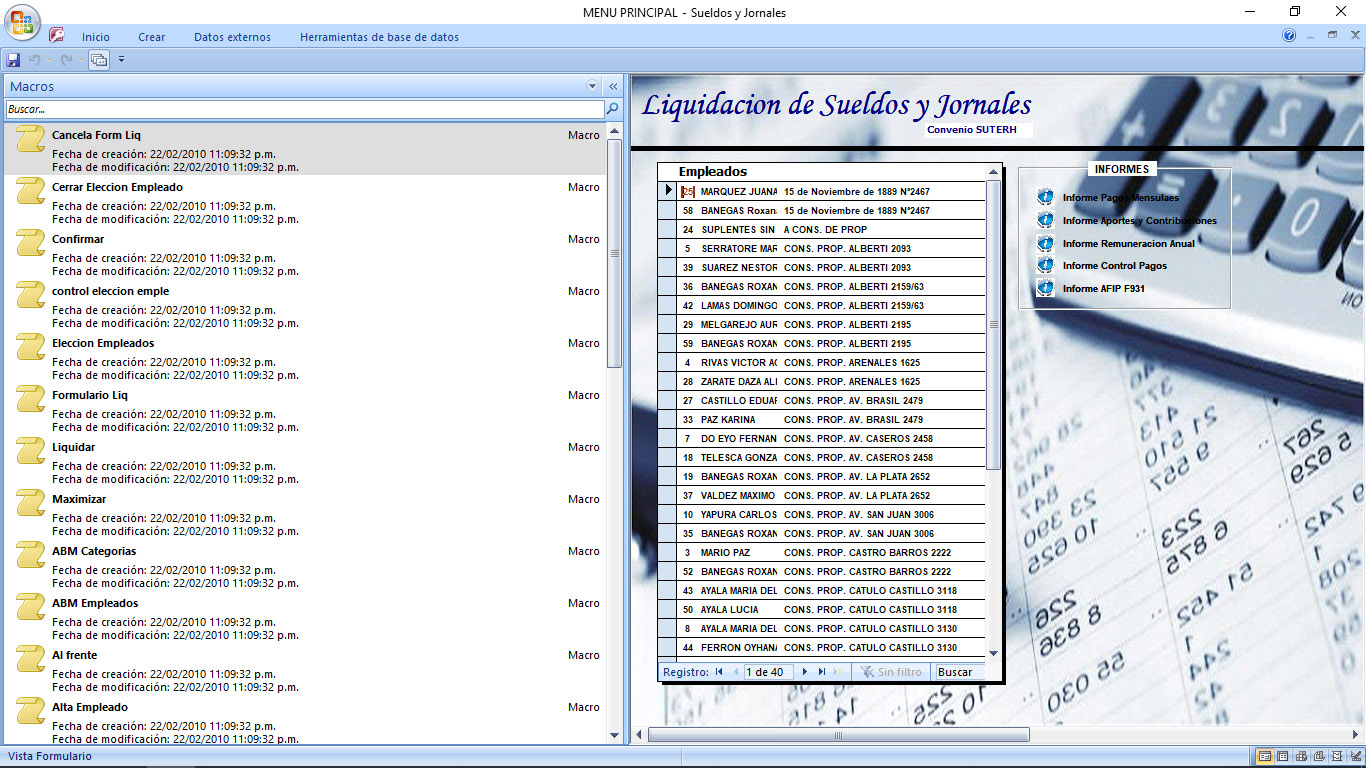 MENU PRINCIPAL - Sueldos y Jornales
Inicio Crear Datos externos Herramientas de base de datos
Macros
Buscar...
Cancela Form Liq Macro
Fecha de creación: 22/02/2010 11:09:32 p.m.
Fecha de modificación: 22/02/2010 11:09:32 p.m.
Cerrar Eleccion Empleado Macro
Fecha de creación: 22/02/2010 11:09:32 p.m.
Fecha de modificación: 22/02/2010 11:09:32 p.m.
Confirmar Macro
Fecha de creación: 22/02/2010 11:09:32 p.m.
Fecha de modificación: 22/02/2010 11:09:32 p.m.
control eleccion emple Macro
Fecha de creación: 22/02/2010 11:09:32 p.m.
Fecha de modificación: 22/02/2010 11:09:32 p.m.
Eleccion Empleados Macro
Fecha de creación: 22/02/2010 11:09:32 p.m.
Fecha de modificación: 22/02/2010 11:09:32 p.m.
Formulario Liq Macro
Fecha de creación: 22/02/2010 11:09:32 p.m.
Fecha de modificación: 22/02/2010 11:09:32 p.m.
Liquidar Macro
Fecha de creación: 22/02/2010 11:09:32 p.m.
Fecha de modificación: 22/02/2010 11:09:32 p.m.
Maximizar Macro
Fecha de creación: 22/02/2010 11:09:32 p.m.
Fecha de modificación: 22/02/2010 11:09:32 p.m.
ABM Categorias Macro
Fecha de creación: 22/02/2010 11:09:32 p.m.
Fecha de modificación: 22/02/2010 11:09:32 p.m.
ABM Empleados Macro
Fecha de creación: 22/02/2010 11:09:32 p.m.
Fecha de modificación: 22/02/2010 11:09:32 p.m.
Al frente Macro
Fecha de creación: 22/02/2010 11:09:32 p.m.
Fecha de modificación: 22/02/2010 11:09:32 p.m.
Alta Empleado Macro
Fecha de creación: 22/02/2010 11:09:32 p.m.
Fecha de modificación: 22/02/2010 11:09:32 p.m.
Liquidacion de Sueldos y Jornales
Convenio SUTERH
Empleados
25 MARQUEZ JUANA 15 de Noviembre de 1889 N°2467
58 BANEGAS Roxana 15 de Noviembre de 1889 N°2467
24 SUPLENTES SIN A CONS. DE PROP
5 SERRATORE MAR CONS. PROP. ALBERTI 2093
39 SUAREZ NESTOR CONS. PROP. ALBERTI 2093
36 BANEGAS ROXAN CONS. PROP. ALBERTI 2159/63
42 LAMAS DOMINGO CONS. PROP. ALBERTI 2159/63
29 MELGAREJO AUR CONS. PROP. ALBERTI 2195
59 BANEGAS ROXAN CONS. PROP. ALBERTI 2195
4 RIVAS VICTOR AG CONS. PROP. ARENALES 1625
28 ZARATE DAZA ALI CONS. PROP. ARENALES 1625
27 CASTILLO EDUAR CONS. PROP. AV. BRASIL 2479
33 PAZ KARINA CONS. PROP. AV. BRASIL 2479
7 DO EYO FERNAN CONS. PROP. AV. CASEROS 2458
18 TELESCA GONZA CONS. PROP. AV. CASEROS 2458
19 BANEGAS ROXAN CONS. PROP. AV. LA PLATA 2652
37 VALDEZ MAXIMO CONS. PROP. AV. LA PLATA 2652
10 YAPURA CARLOS CONS. PROP. AV. SAN JUAN 3006
35 BANEGAS ROXAN CONS. PROP. AV. SAN JUAN 3006
3 MARIO PAZ CONS. PROP. CASTRO BARROS 2222
52 BANEGAS ROXAN CONS. PROP. CASTRO BARROS 2222
43 AYALA MARIA DEL CONS. PROP. CATULO CASTILLO 3118
50 AYALA LUCIA CONS. PROP. CATULO CASTILLO 3118
8 AYALA MARIA DEL CONS. PROP. CATULO CASTILLO 3130
44 FERRON OYHANA CONS. PROP. CATULO CASTILLO 3130
Registro: 1 de 40 Sin filtro Buscar
INFORMES
Informe Pagos Mensulaes
Informe Aportes y Contribuciones
Informe Remuneracion Anual
Informe Control Pagos
Informe AFIP F931
Vista Formulario